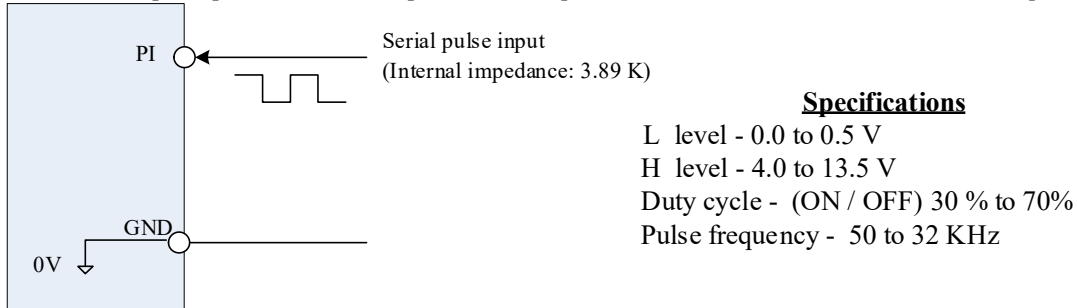 PI
Serial pulse input
(Internal impedance: 3.89 K)
Specifications
L level - 0.0 to 0.5 V
H level - 4.0 to 13.5 V
Duty cycle - (ON / OFF) 30 % to 70%
Pulse frequency - 50 to 32 KHz
GND
0V